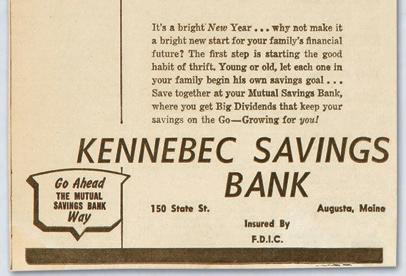 It's a bright New Year . . . why not make it
a bright new start for your family's financial
future? The first step is starting the good
habit of thrift. Young or old, let each one in
your family begin his own savings goal . . .
Save together at your Mutual Savings Bank,
where you get Big Dividends that keep your
savings on the Go—Growing for you!
KENNEBEC SAVINGS
BANK
Go Ahead
THE MUTUAL
SAVINGS BANK
Way
150 State St.
Augusta, Maine
Insured By
F.D.I.C.